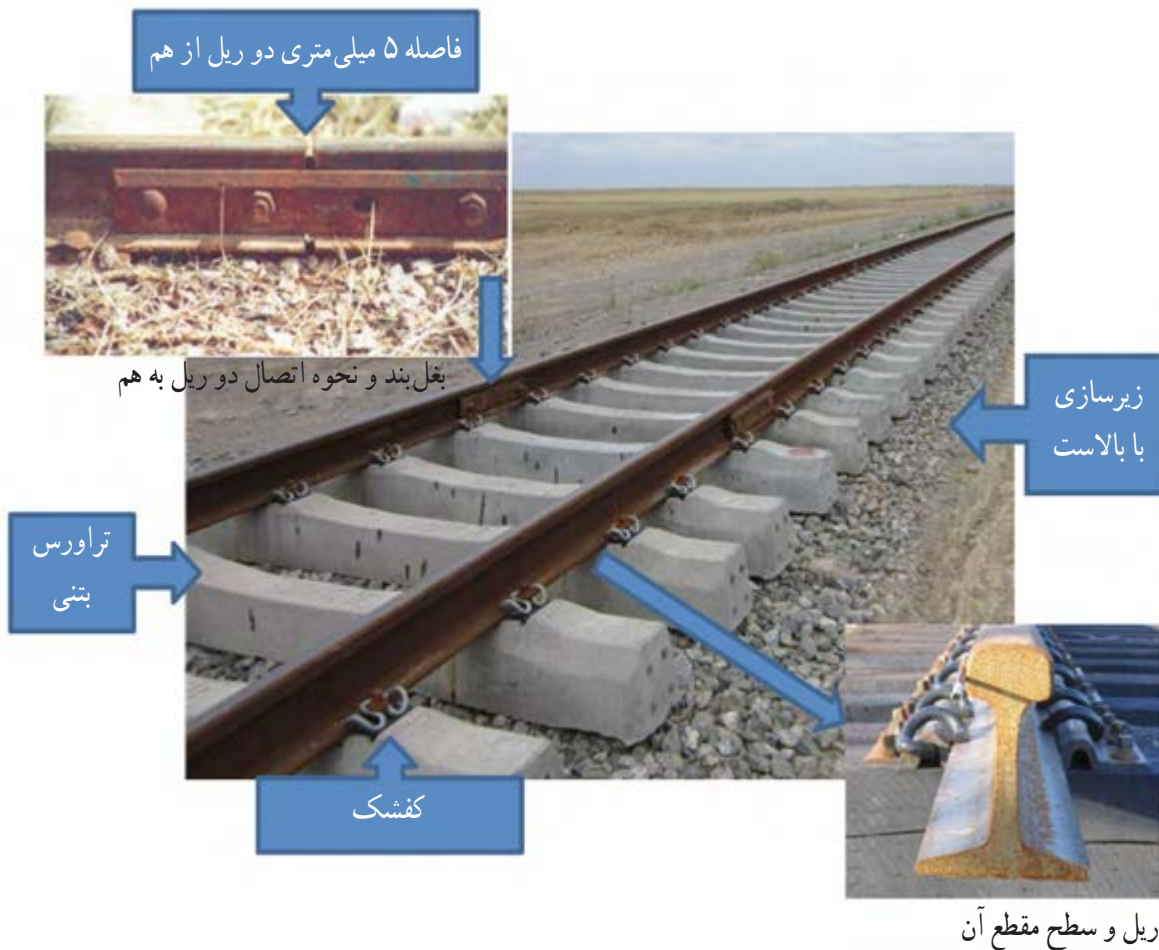 فاصله ۵ میلی‌متری دو ریل از هم
بغل‌بند و نحوه اتصال دو ریل به هم
زیرسازی
با بالاست
تراورس
بتنی
کفشک
ریل و سطح مقطع آن